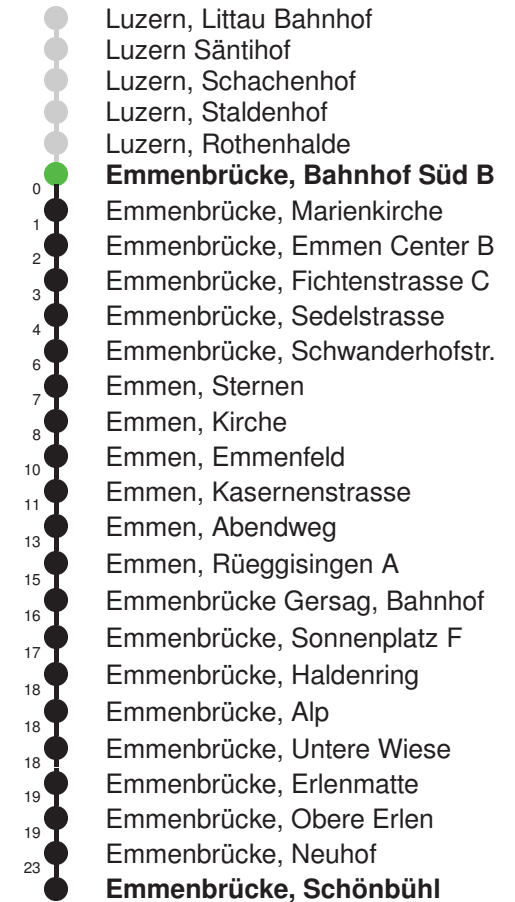 Luzern, Littau Bahnhof
Luzern Säntihof
Luzern, Schachenhof
Luzern, Staldenhof
Luzern, Rothenhalde
Emmenbrücke, Bahnhof Süd B
0
Emmenbrücke, Marienkirche
1
Emmenbrücke, Emmen Center B
2
Emmenbrücke, Fichtenstrasse C
3
Emmenbrücke, Sedelstrasse
4
Emmenbrücke, Schwanderhofstr.
6
Emmen, Sternen
7
Emmen, Kirche
8
Emmen, Emmenfeld
10
Emmen, Kasernenstrasse
11
Emmen, Abendweg
13
Emmen, Rüeggisingen A
15
Emmenbrücke Gersag, Bahnhof
16
Emmenbrücke, Sonnenplatz F
17
Emmenbrücke, Haldenring
18
Emmenbrücke, Alp
18
Emmenbrücke, Untere Wiese
18
Emmenbrücke, Erlenmatte
19
Emmenbrücke, Obere Erlen
19
Emmenbrücke, Neuhof
23
Emmenbrücke, Schönbühl